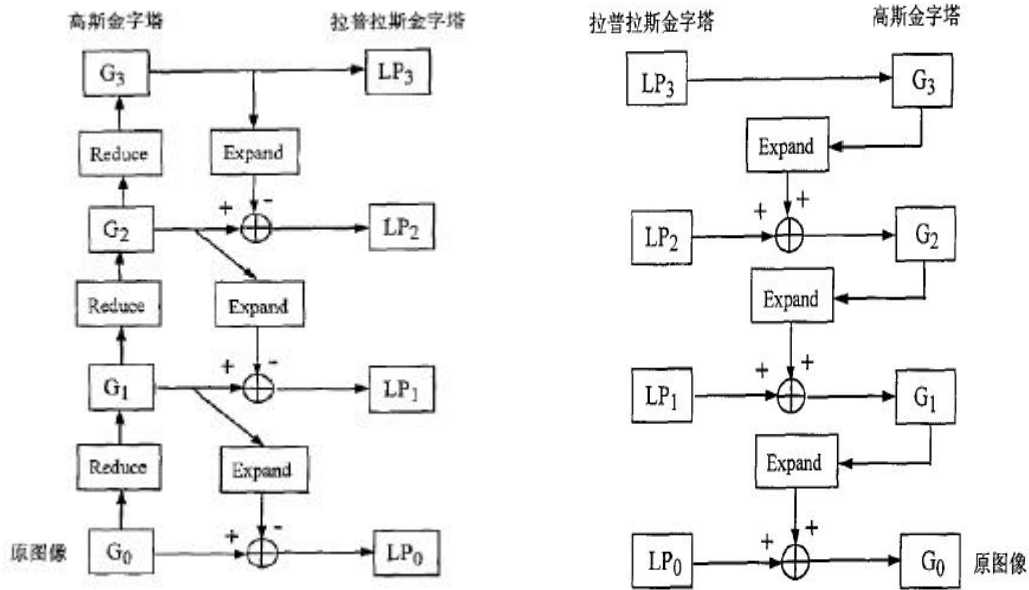 高斯金字塔 拉普拉斯金字塔
G3 LP3
Reduce Expand
+ -
G2 LP2
Reduce Expand
+ -
G1 LP1
Reduce Expand
+ -
原图像 G0 LP0
拉普拉斯金字塔 高斯金字塔
LP3 G3
Expand
+ +
LP2 G2
Expand
+ +
LP1 G1
Expand
+ +
LP0 G0 原图像